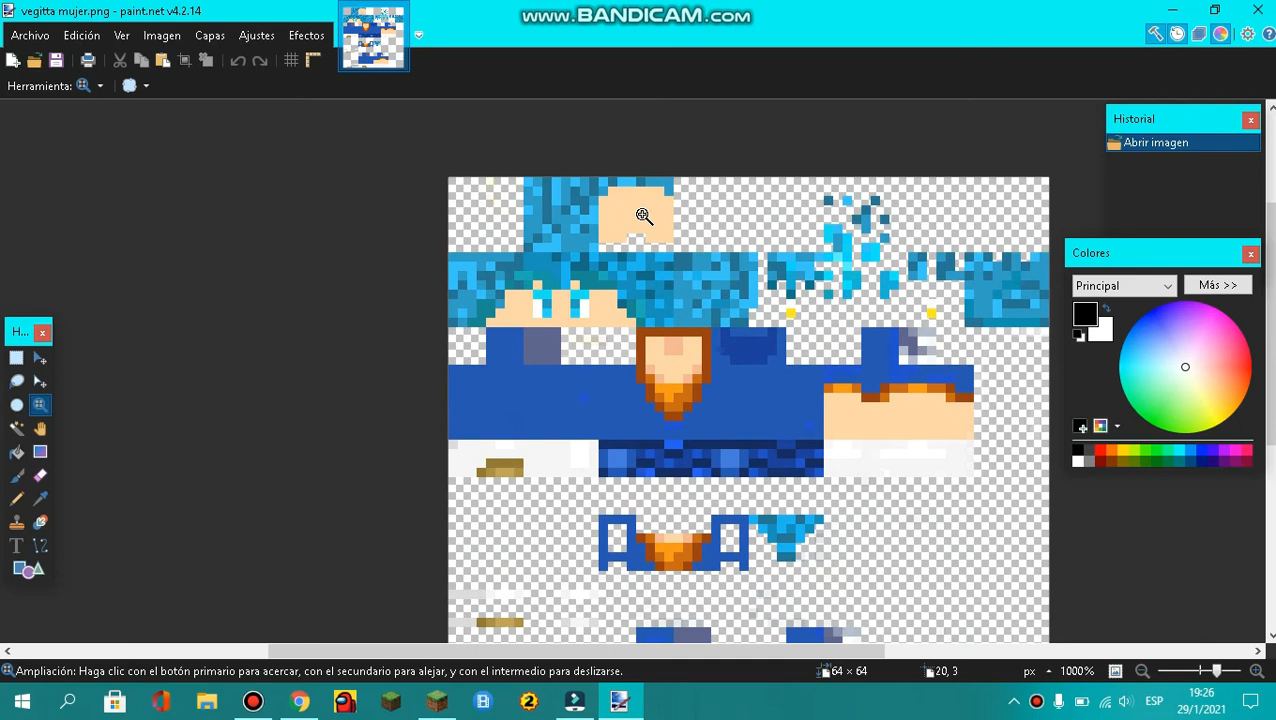 vegitta mujer.png - paint.net v4.2.14
www.BANDICAM.com
Archivo Edición Ver Imagen Capas Ajustes Efectos
Herramienta:
Historial
Abrir imagen
Colores
Principal
Más >>
H...
Ampliación: Haga clic con el botón primario para acercar, con el secundario para alejar, y con el intermedio para deslizarse.
64 × 64
20, 3
px
1000%
ESP
19:26
29/1/2021